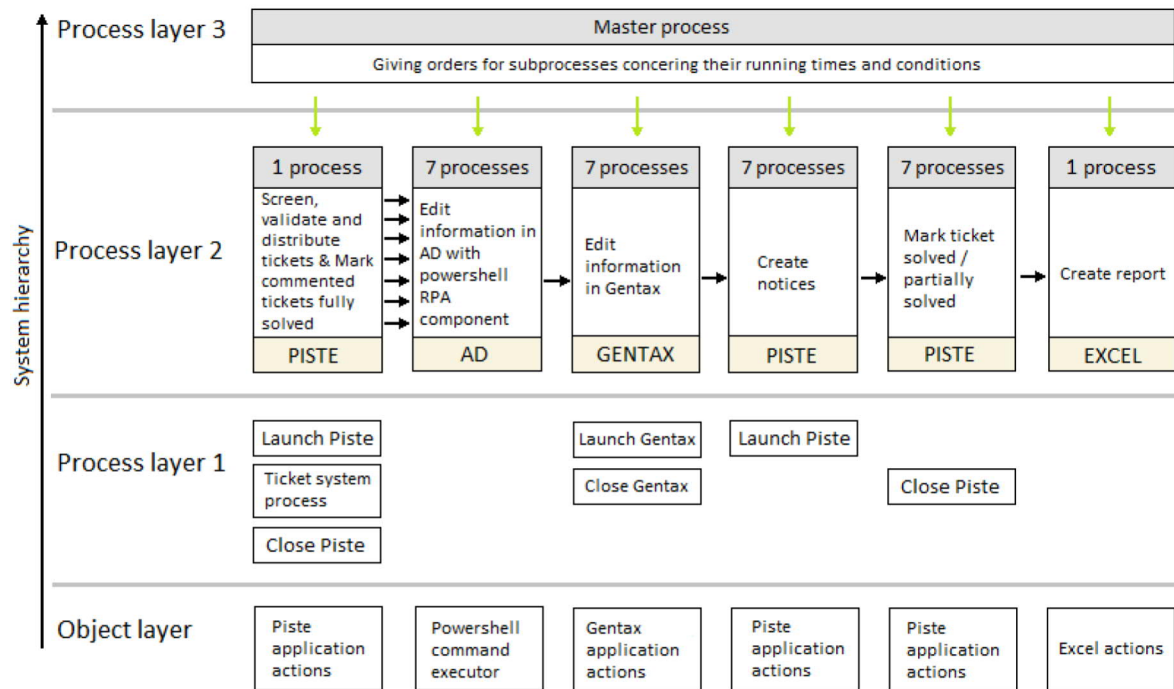 System hierarchy
Process layer 3
Master process
Giving orders for subprocesses concering their running times and conditions
Process layer 2
1 process
Screen,
validate and
distribute
tickets & Mark
commented
tickets fully
solved
PISTE
7 processes
Edit
information in
AD with
powershell
RPA
component
AD
7 processes
Edit
information
in Gentax
GENTAX
7 processes
Create
notices
PISTE
7 processes
Mark ticket
solved /
partially
solved
PISTE
1 process
Create report
EXCEL
Process layer 1
Launch Piste
Ticket system
process
Close Piste
Launch Gentax
Close Gentax
Launch Piste
Close Piste
Object layer
Piste
application
actions
Powershell
command
executor
Gentax
application
actions
Piste
application
actions
Piste
application
actions
Excel actions